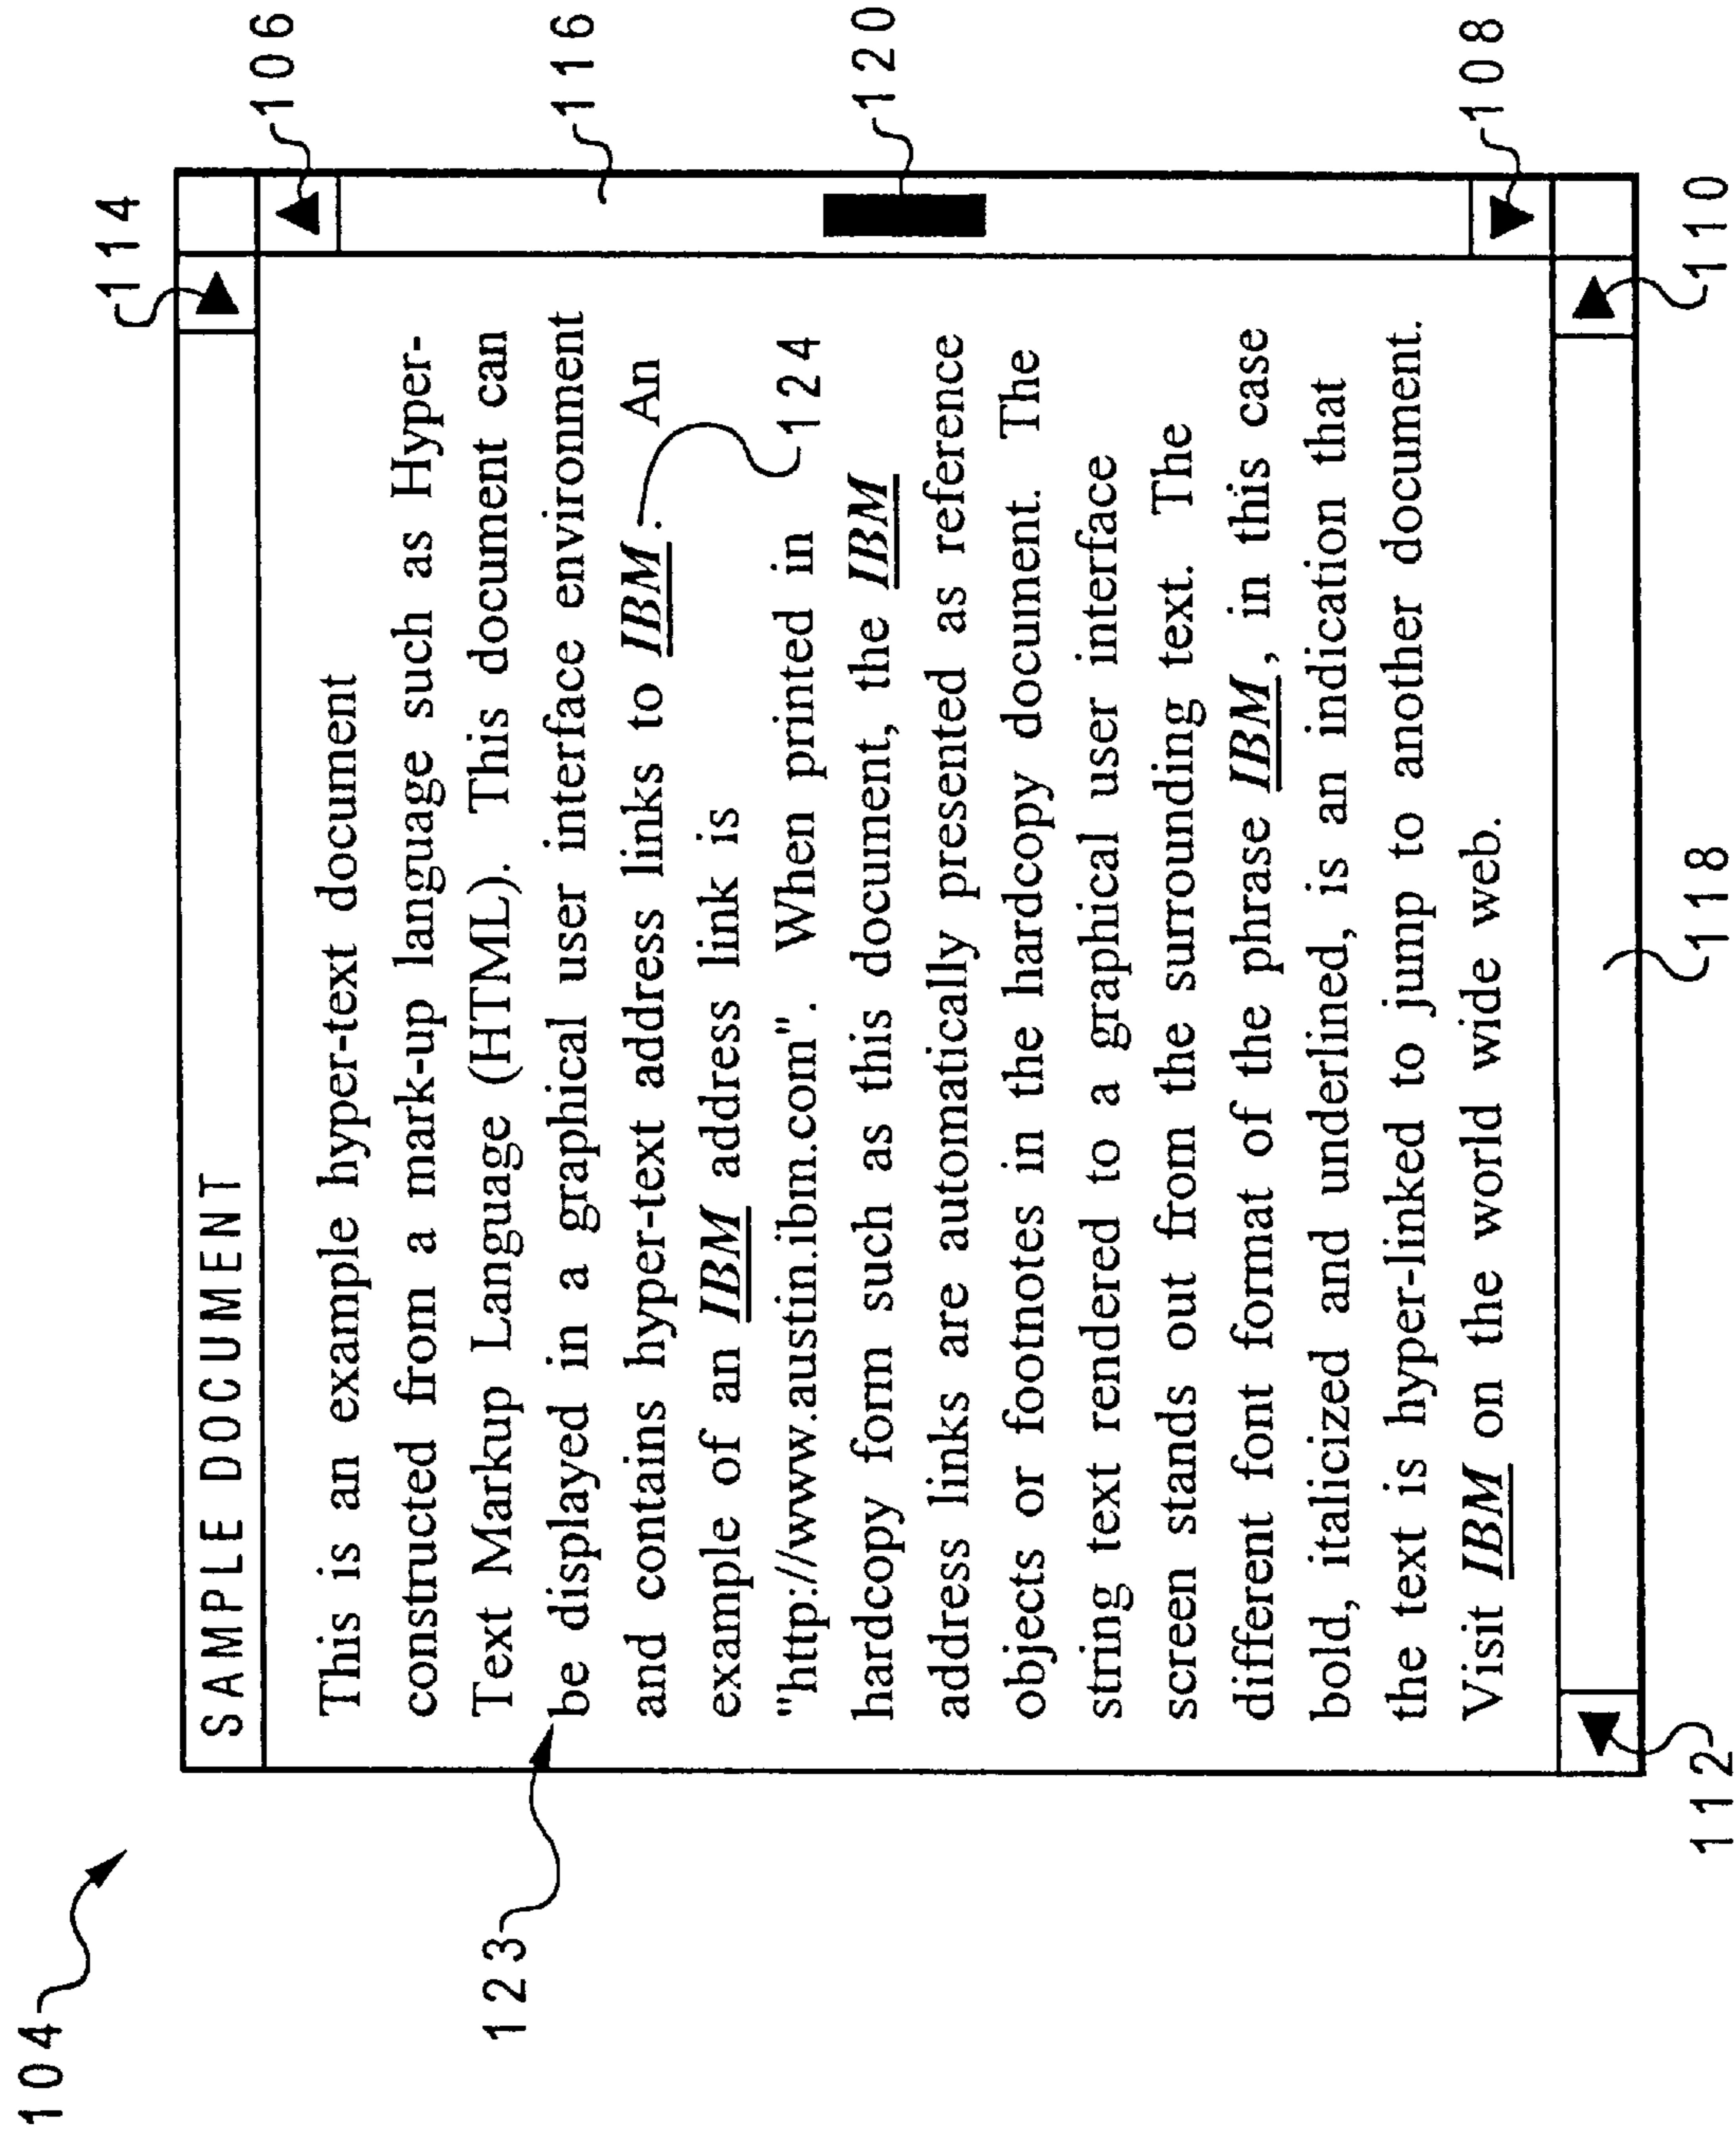 104
114
SAMPLE DOCUMENT
106
116
120
108
This is an example hyper-text document
constructed from a mark-up language such as Hyper-
Text Markup Language (HTML). This document can
123
be displayed in a graphical user interface environment
and contains hyper-text address links to IBM. An
124
example of an IBM address link is
"http://www.austin.ibm.com". When printed in
hardcopy form such as this document, the IBM
address links are automatically presented as reference
objects or footnotes in the hardcopy document. The
string text rendered to a graphical user interface
screen stands out from the surrounding text. The
different font format of the phrase IBM, in this case
bold, italicized and underlined, is an indication that
the text is hyper-linked to jump to another document.
Visit IBM on the world wide web.
112
118
110